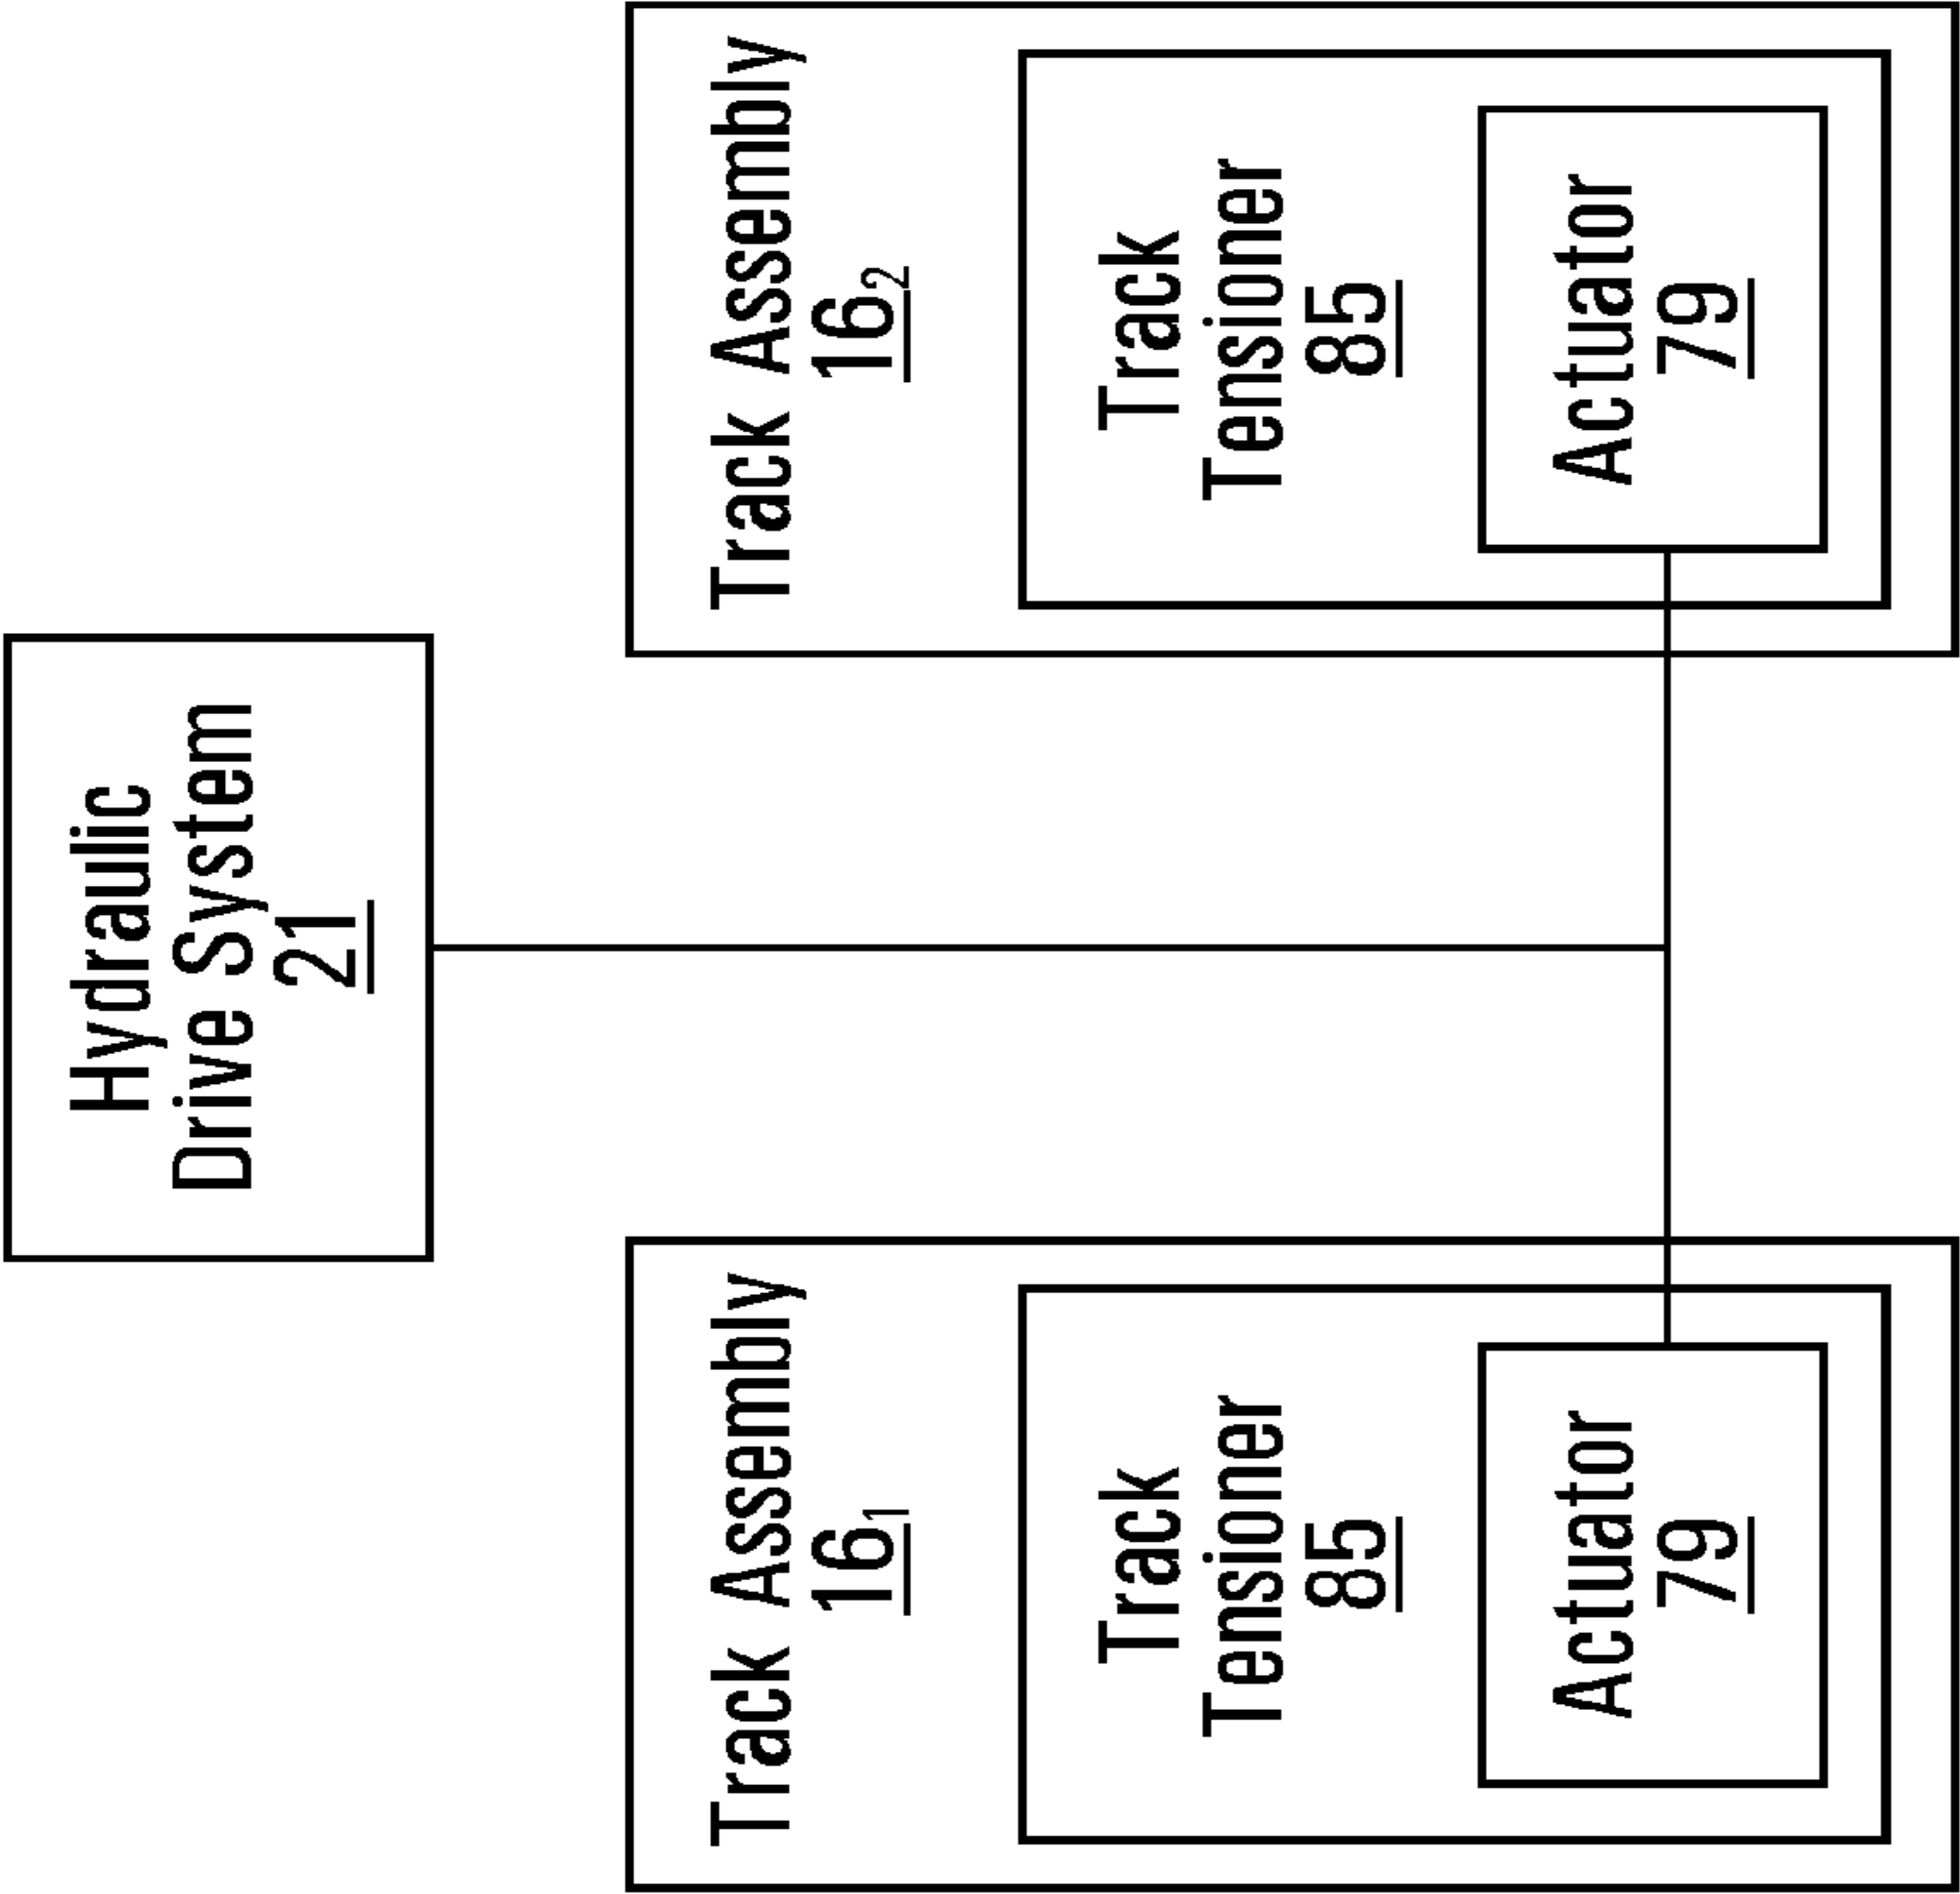 Hydraulic
Drive System
21
Track Assembly
16₁
Track
Tensioner
85
Actuator
79
Track Assembly
16₂
Track
Tensioner
85
Actuator
79